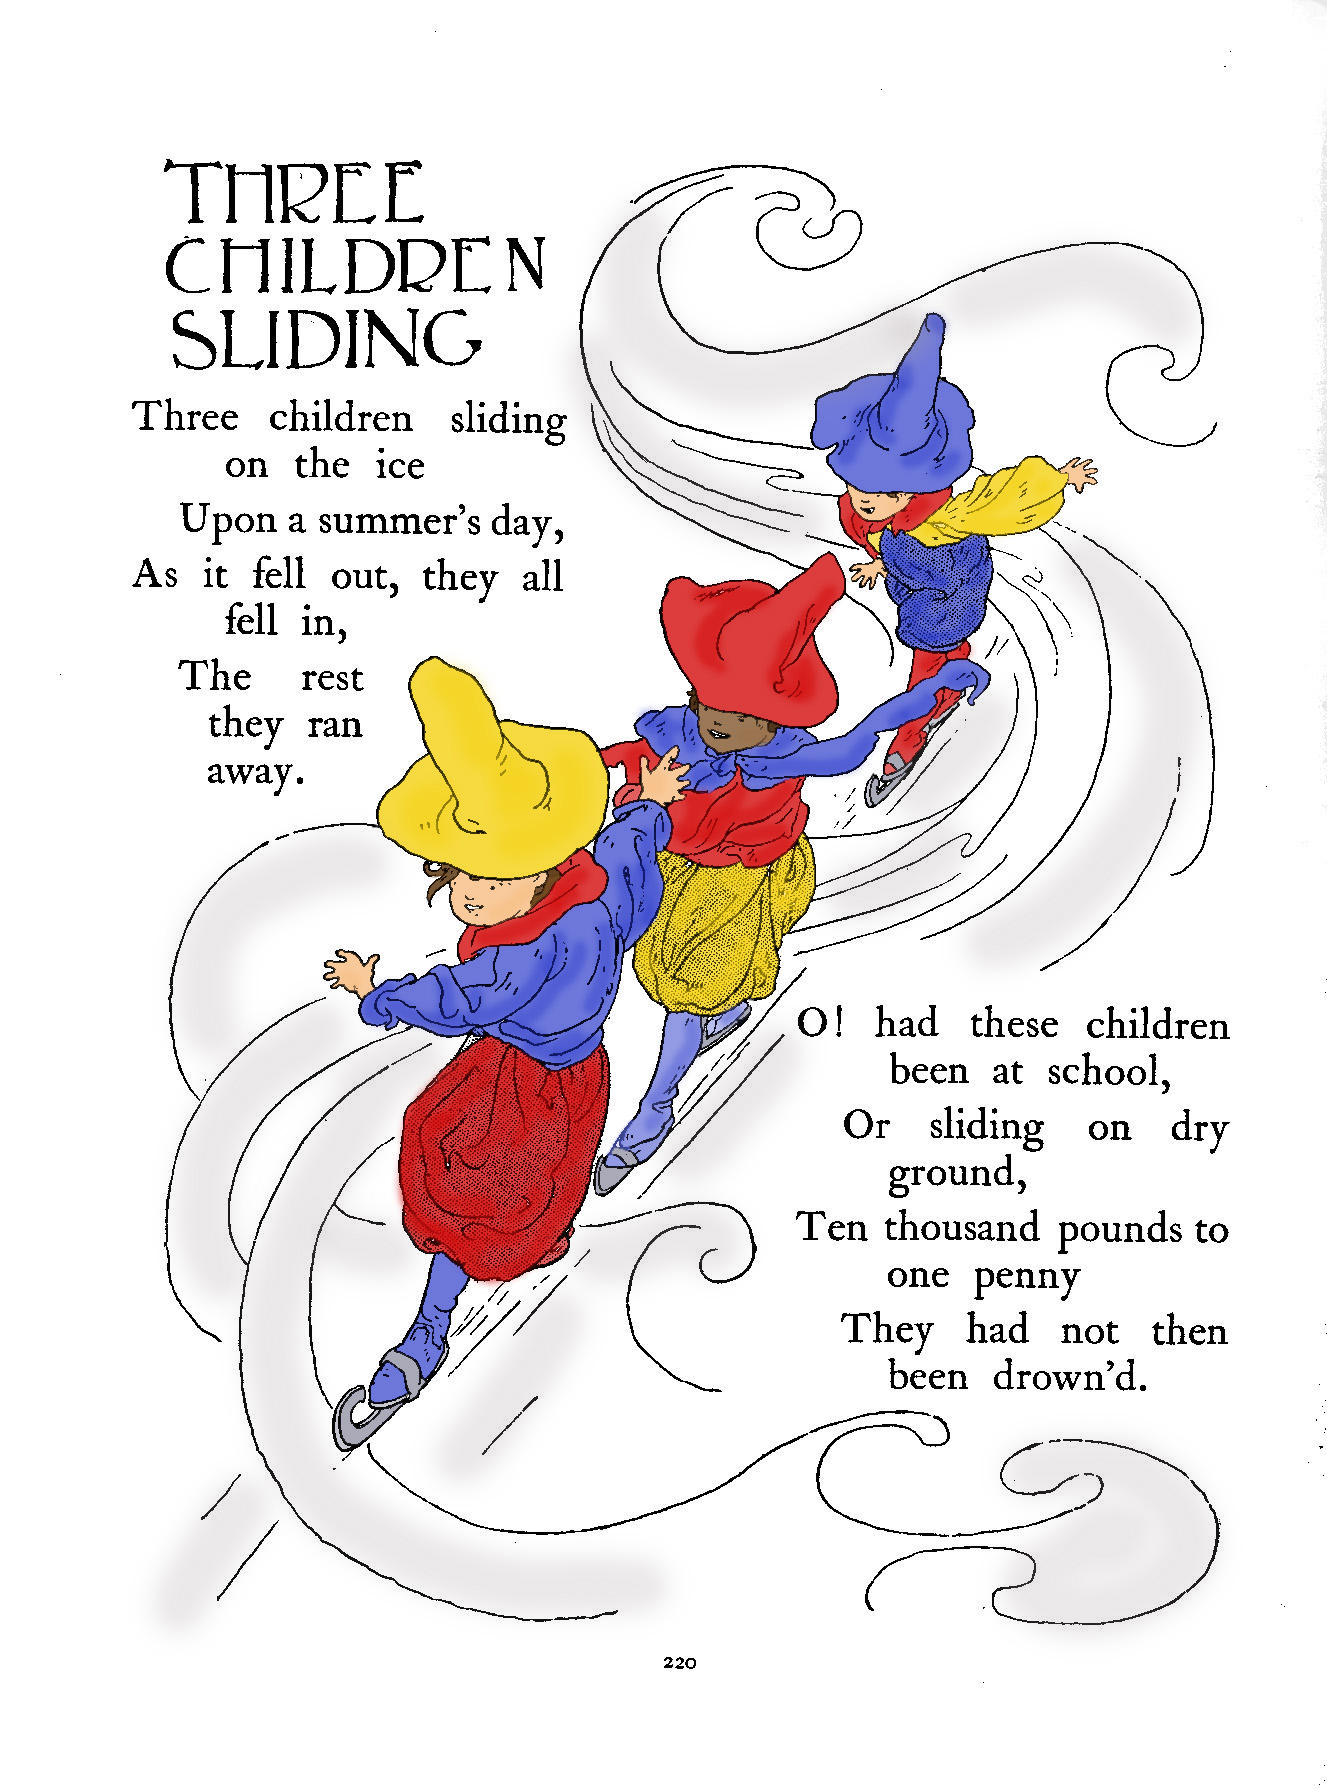 THREE
CHILDREN
SLIDING
Three children sliding
on the ice
Upon a summer's day,
As it fell out, they all
fell in,
The rest
they ran
away.
O! had these children
been at school,
Or sliding on dry
ground,
Ten thousand pounds to
one penny
They had not then
been drown'd.
220